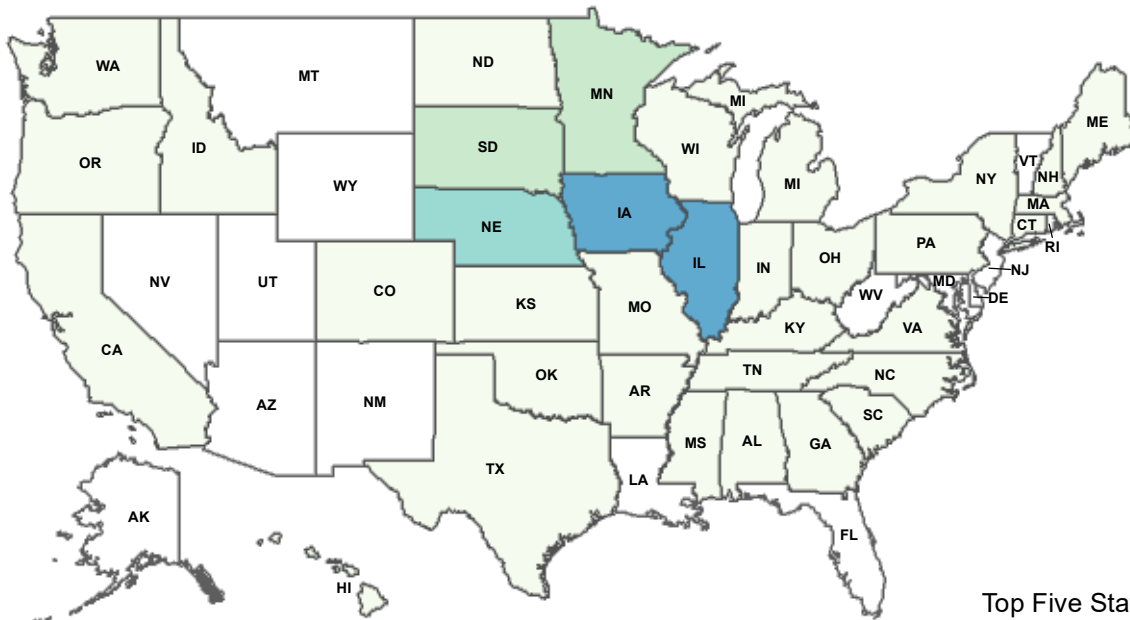 WA
MT
ND
MN
MI
ME
OR
ID
SD
WI
VT
NH
NY
WY
MI
MA
NE
IA
CT
RI
PA
NV
UT
CO
IL
IN
OH
NJ
MD
DE
WV
KS
MO
VA
KY
CA
TN
NC
OK
AR
AZ
NM
SC
MS
AL
GA
TX
LA
AK
FL
HI
Top Five Sta